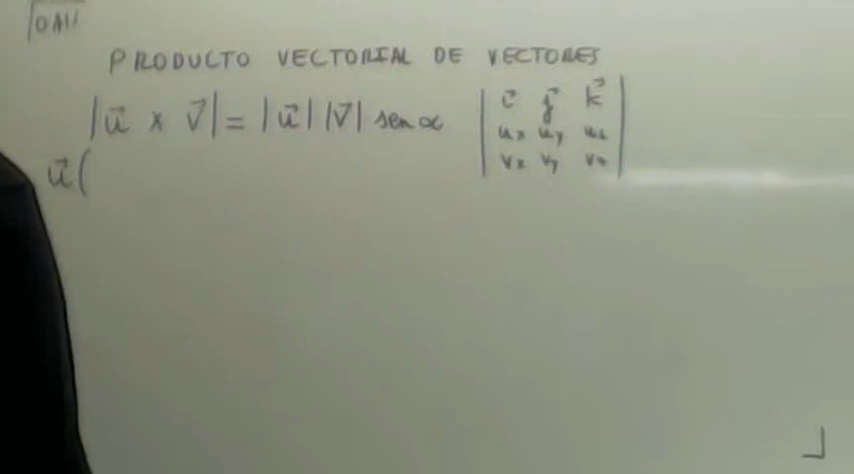 PRODUCTO VECTORIAL DE VECTORES
|u⃗ x v⃗| = |u⃗| |v⃗| sen α
| i⃗ j⃗ k⃗ |
| ux uy uz |
| vx vy vz |
u⃗(